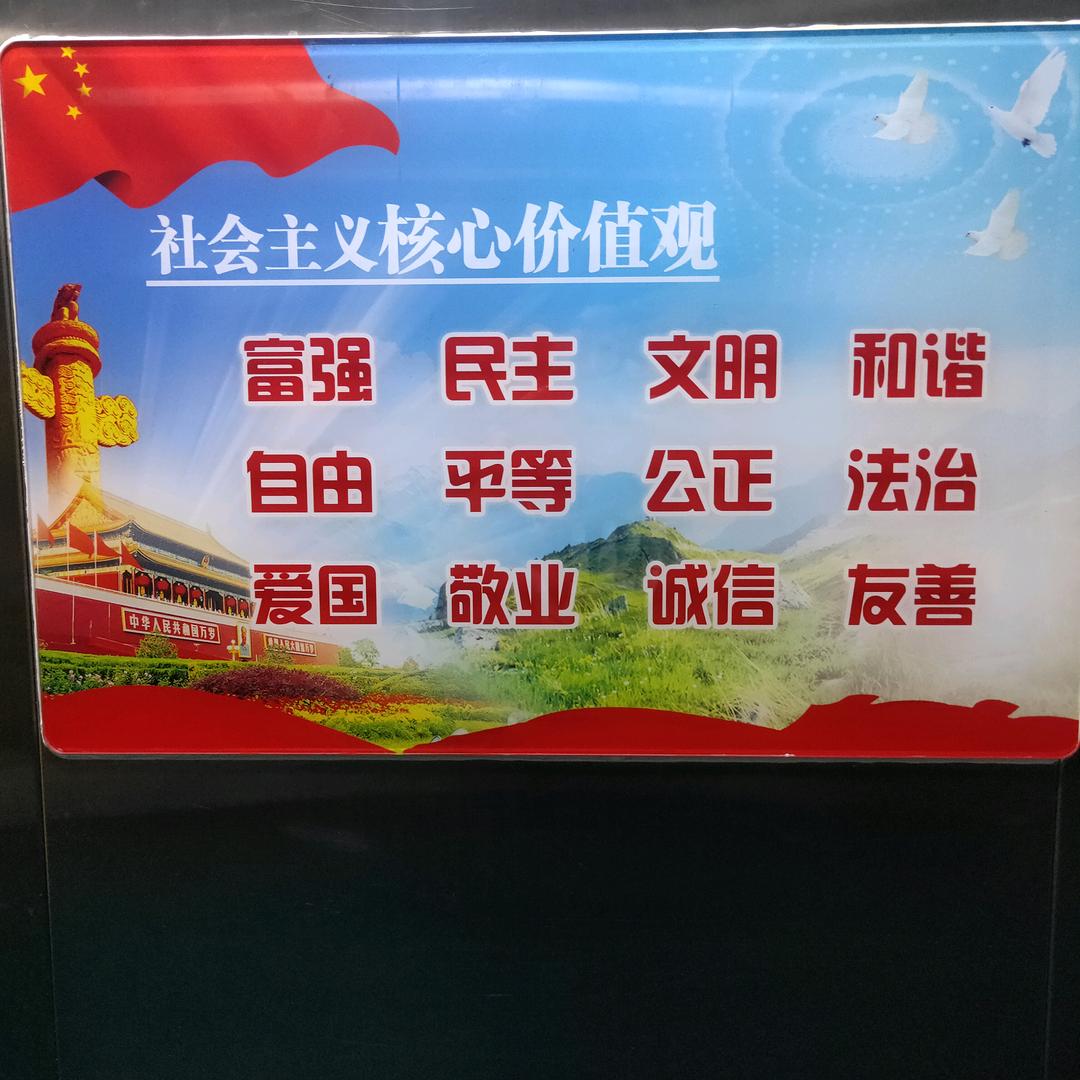 社会主义核心价值观
富强 民主 文明 和谐
自由 平等 公正 法治
爱国 敬业 诚信 友善
中华人民共和国万岁